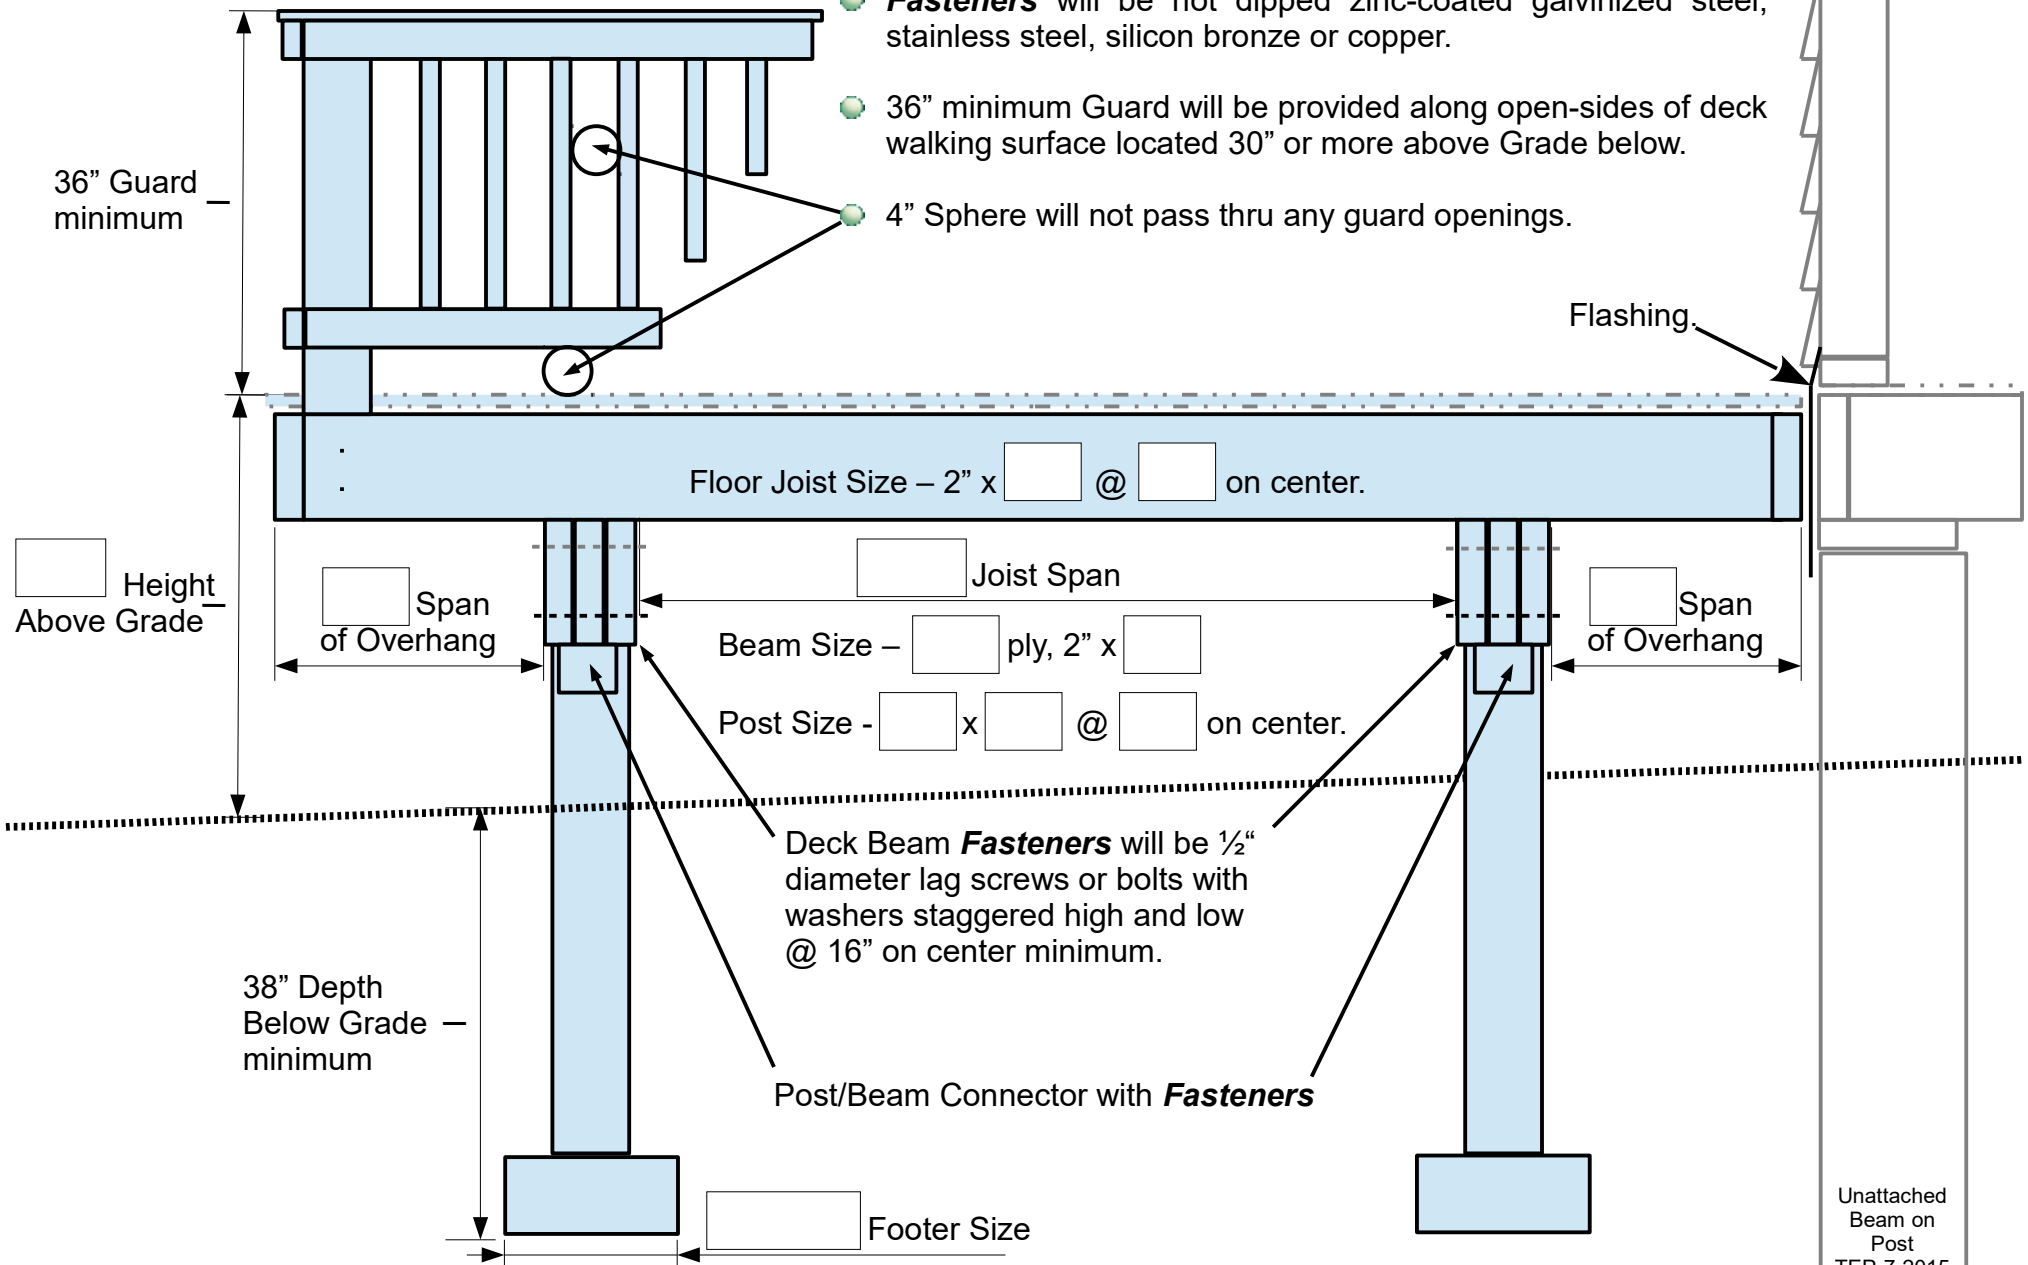 Fasteners will be hot dipped zinc-coated galvanized steel,
stainless steel, silicon bronze or copper.
36” minimum Guard will be provided along open-sides of deck
walking surface located 30” or more above Grade below.
4” Sphere will not pass thru any guard openings.
36” Guard
minimum
Flashing.
Floor Joist Size – 2” x @ on center.
Height
Above Grade
Span
of Overhang
Joist Span
Span
of Overhang
Beam Size – ply, 2” x
Post Size - x @ on center.
Deck Beam Fasteners will be ½“
diameter lag screws or bolts with
washers staggered high and low
@ 16” on center minimum.
38” Depth
Below Grade
minimum
Post/Beam Connector with Fasteners
Footer Size
Unattached
Beam on
Post
TEP 7-2015